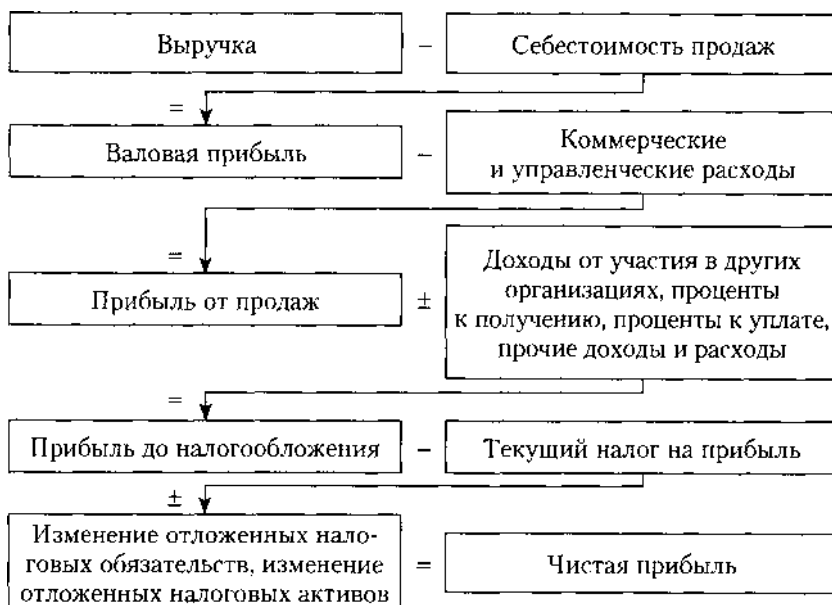 Выручка
–
Себестоимость продаж
=
Валовая прибыль
–
Коммерческие
и управленческие расходы
=
Прибыль от продаж
±
Доходы от участия в других
организациях, проценты
к получению, проценты к уплате,
прочие доходы и расходы
=
Прибыль до налогообложения
–
Текущий налог на прибыль
±
Изменение отложенных нало-
говых обязательств, изменение
отложенных налоговых активов
=
Чистая прибыль